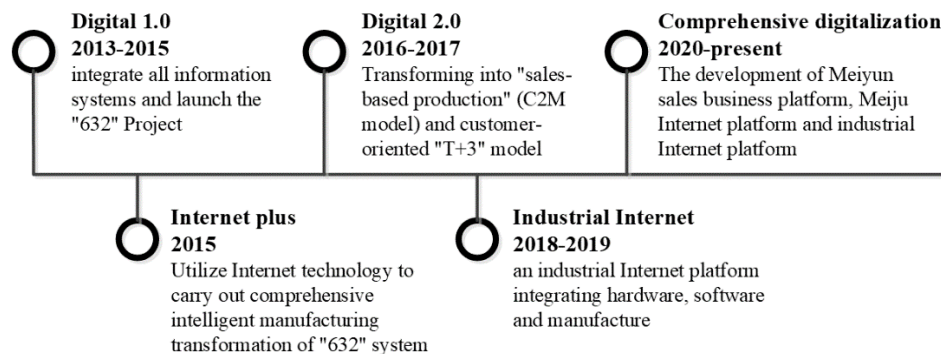 Digital 1.0
2013-2015
integrate all information
systems and launch the
"632" Project
Internet plus
2015
Utilize Internet technology to
carry out comprehensive
intelligent manufacturing
transformation of "632" system
Digital 2.0
2016-2017
Transforming into "sales-
based production" (C2M
model) and customer-
oriented "T+3" model
Industrial Internet
2018-2019
an industrial Internet platform
integrating hardware, software
and manufacture
Comprehensive digitalization
2020-present
The development of Meiyun
sales business platform, Meiju
Internet platform and industrial
Internet platform